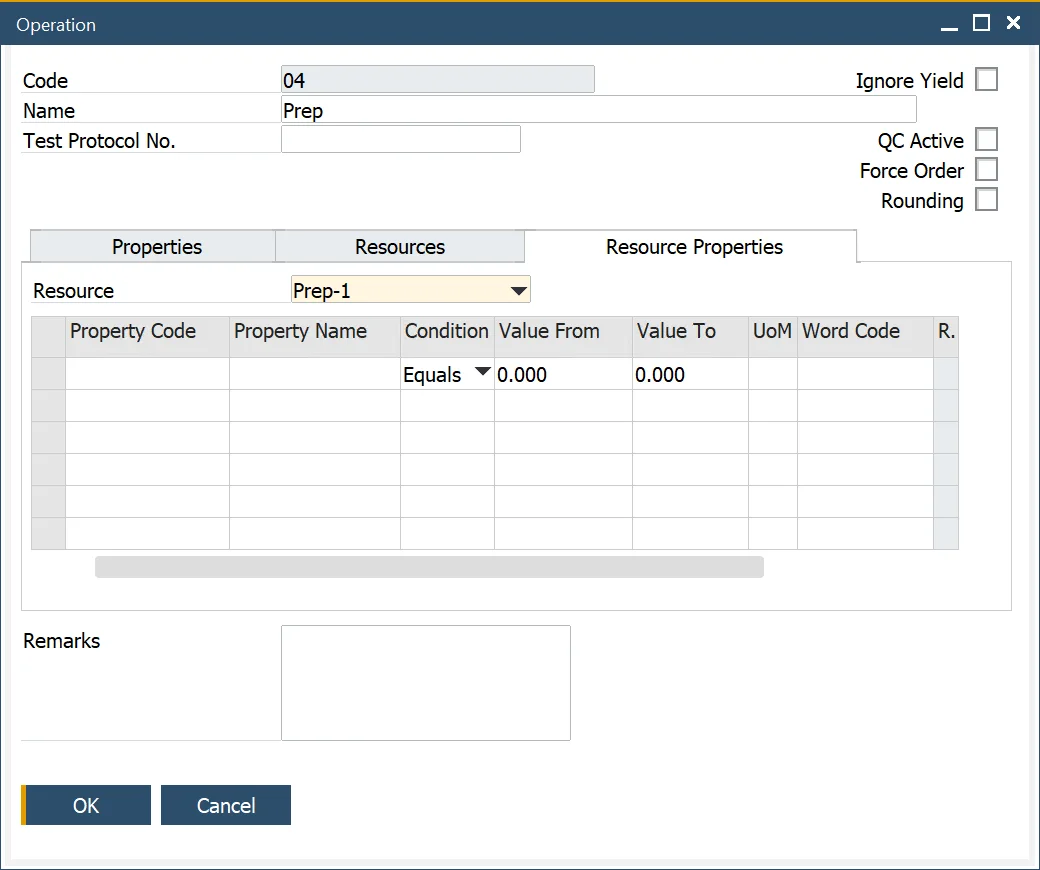 Operation
Code 04 Ignore Yield
Name Prep
Test Protocol No. QC Active
Force Order
Rounding
Properties Resources Resource Properties
Resource Prep-1
Property Code Property Name Condition Value From Value To UoM Word Code R.
Equals 0.000 0.000
Remarks
OK Cancel